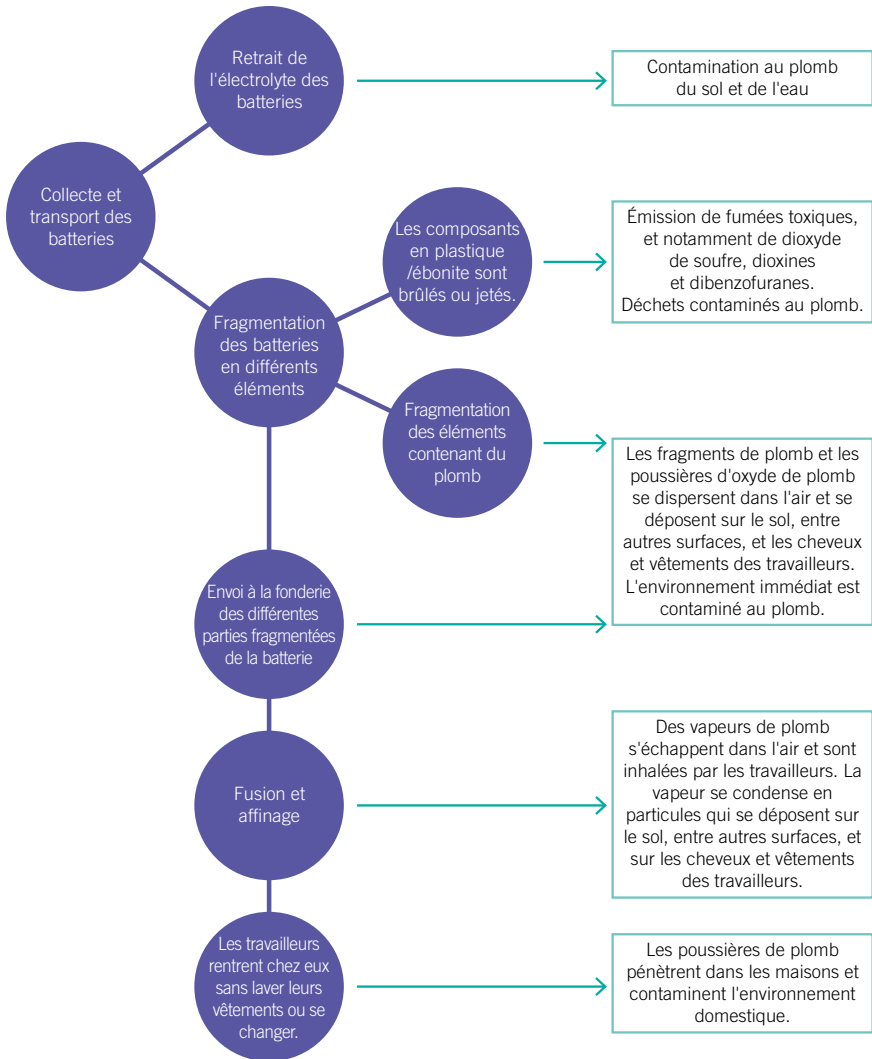 Retrait de
l'électrolyte des
batteries
Contamination au plomb
du sol et de l'eau
Collecte et
transport des
batteries
Les composants
en plastique
/ébonite sont
brûlés ou jetés.
Émission de fumées toxiques,
et notamment de dioxyde
de soufre, dioxines
et dibenzofuranes.
Déchets contaminés au plomb.
Fragmentation
des batteries
en différents
éléments
Fragmentation
des éléments
contenant du
plomb
Les fragments de plomb et les
poussières d'oxyde de plomb
se dispersent dans l'air et se
déposent sur le sol, entre
autres surfaces, et les cheveux
et vêtements des travailleurs.
L'environnement immédiat est
contaminé au plomb.
Envoi à la fonderie
des différentes
parties fragmentées
de la batterie
Fusion et
affinage
Des vapeurs de plomb
s'échappent dans l'air et sont
inhalées par les travailleurs. La
vapeur se condense en
particules qui se déposent sur
le sol, entre autres surfaces, et
sur les cheveux et vêtements
des travailleurs.
Les travailleurs
rentrent chez eux
sans laver leurs
vêtements ou se
changer.
Les poussières de plomb
pénètrent dans les maisons et
contaminent l'environnement
domestique.